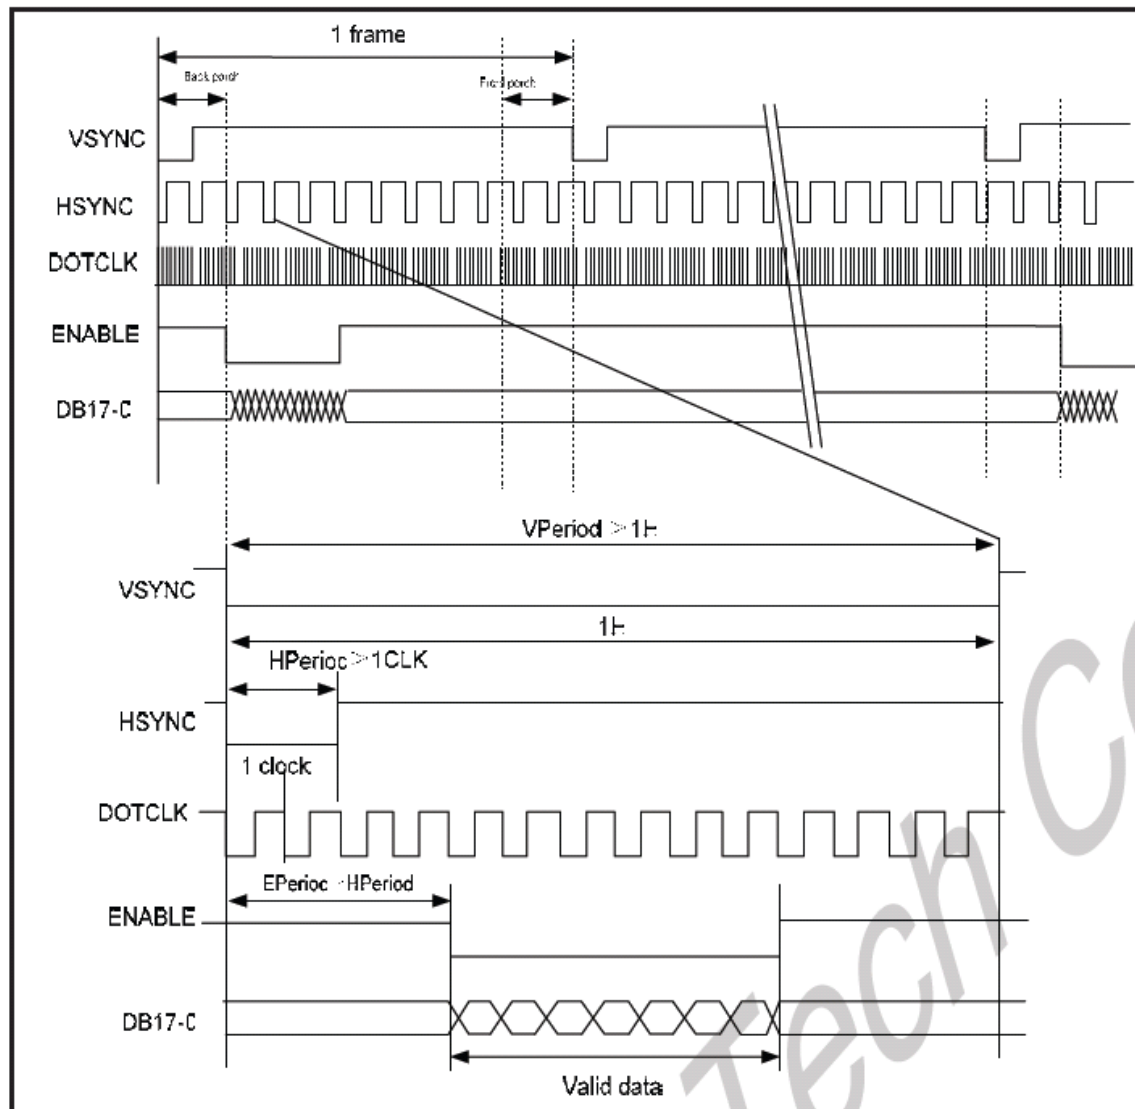 1 frame
Back porch
Front porch
VSYNC
HSYNC
DOTCLK
ENABLE
DB17-0
VPeriod > 1H
VSYNC
1H
HPeriod > 1CLK
HSYNC
1 clock
DOTCLK
EPeriod HPeriod
ENABLE
DB17-0
Valid data
Tech